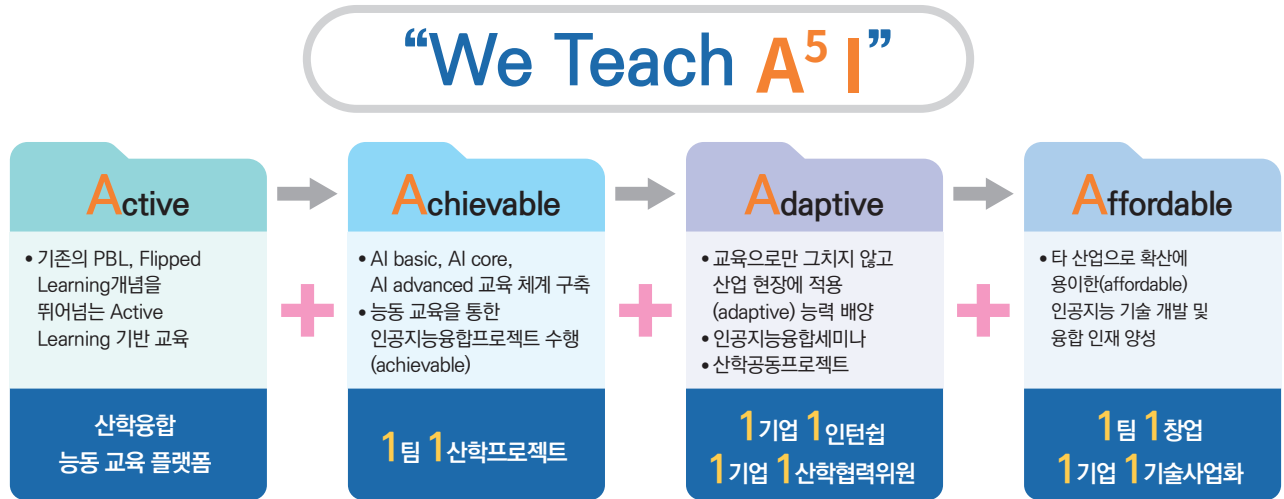 “We Teach A⁵ I”
Active
• 기존의 PBL, Flipped
Learning개념을
뛰어넘는 Active
Learning 기반 교육
산학융합
능동 교육 플랫폼
Achievable
• AI basic, AI core,
AI advanced 교육 체계 구축
• 능동 교육을 통한
인공지능융합프로젝트 수행
(achievable)
1팀 1산학프로젝트
Adaptive
• 교육으로만 그치지 않고
산업 현장에 적용
(adaptive) 능력 배양
• 인공지능융합세미나
• 산학공동프로젝트
1기업 1인턴쉽
1기업 1산학협력위원
Affordable
• 타 산업으로 확산에
용이한(affordable)
인공지능 기술 개발 및
융합 인재 양성
1팀 1창업
1기업 1기술사업화